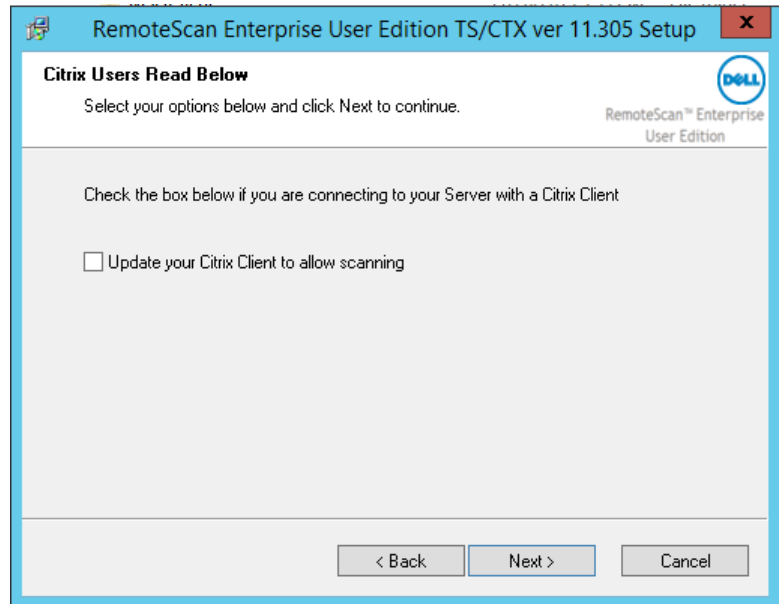 RemoteScan Enterprise User Edition TS/CTX ver 11.305 Setup
x
Citrix Users Read Below
Select your options below and click Next to continue.
DELL
RemoteScan™ Enterprise
User Edition
Check the box below if you are connecting to your Server with a Citrix Client
Update your Citrix Client to allow scanning
< Back
Next >
Cancel